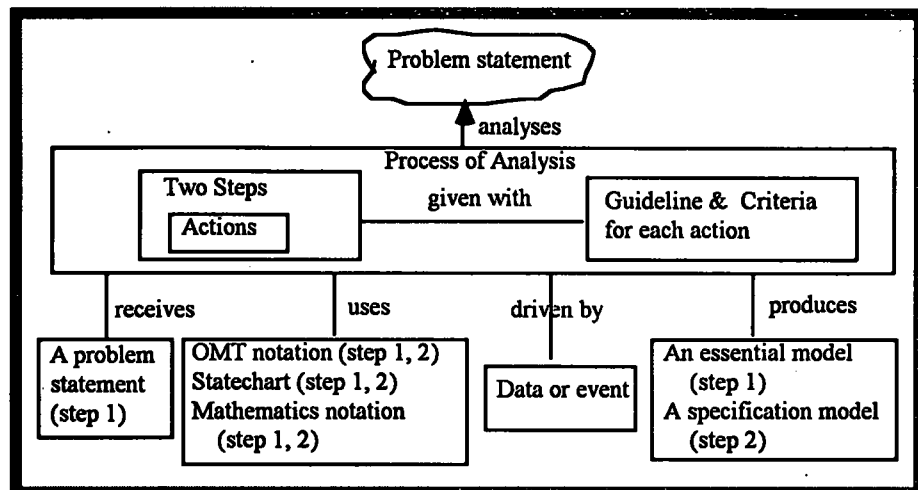 Problem statement
analyses
Process of Analysis
Two Steps
Actions
given with
Guideline & Criteria
for each action
receives
uses
driven by
produces
A problem
statement
(step 1)
OMT notation (step 1, 2)
Statechart (step 1, 2)
Mathematics notation
(step 1, 2)
Data or event
An essential model
(step 1)
A specification model
(step 2)